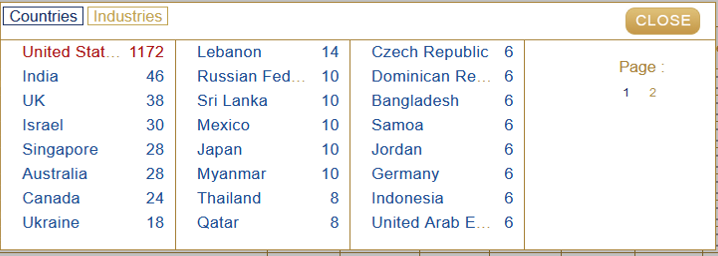 Countries Industries CLOSE
United Stat... 1172
India 46
UK 38
Israel 30
Singapore 28
Australia 28
Canada 24
Ukraine 18
Lebanon 14
Russian Fed... 10
Sri Lanka 10
Mexico 10
Japan 10
Myanmar 10
Thailand 8
Qatar 8
Czech Republic 6
Dominican Re... 6
Bangladesh 6
Samoa 6
Jordan 6
Germany 6
Indonesia 6
United Arab E... 6
Page :
1 2